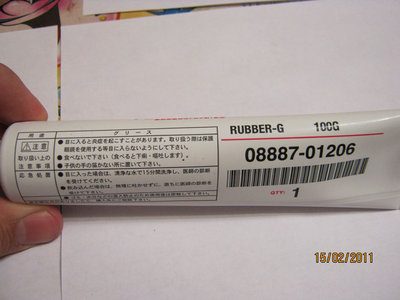 用途
グリース
⚠注意
取り扱い上の
注意事項
●目に入ると炎症を起こすことがあります。取り扱う際は保護
眼鏡を使用する等目に入らないようにして下さい。
●食べないで下さい(食べると下痢・嘔吐します)。
●子供の手の届かない所に置いて下さい。
応急処置
●目に入った場合は、清浄な水で15分間洗浄し、医師の診断
を受けてください。
●飲み込んだ場合は、無理に吐かせずに、直ちに医師の診断
を受けて下さい。
RUBBER-G 100G
08887-01206
QTY: 1
15/02/2011